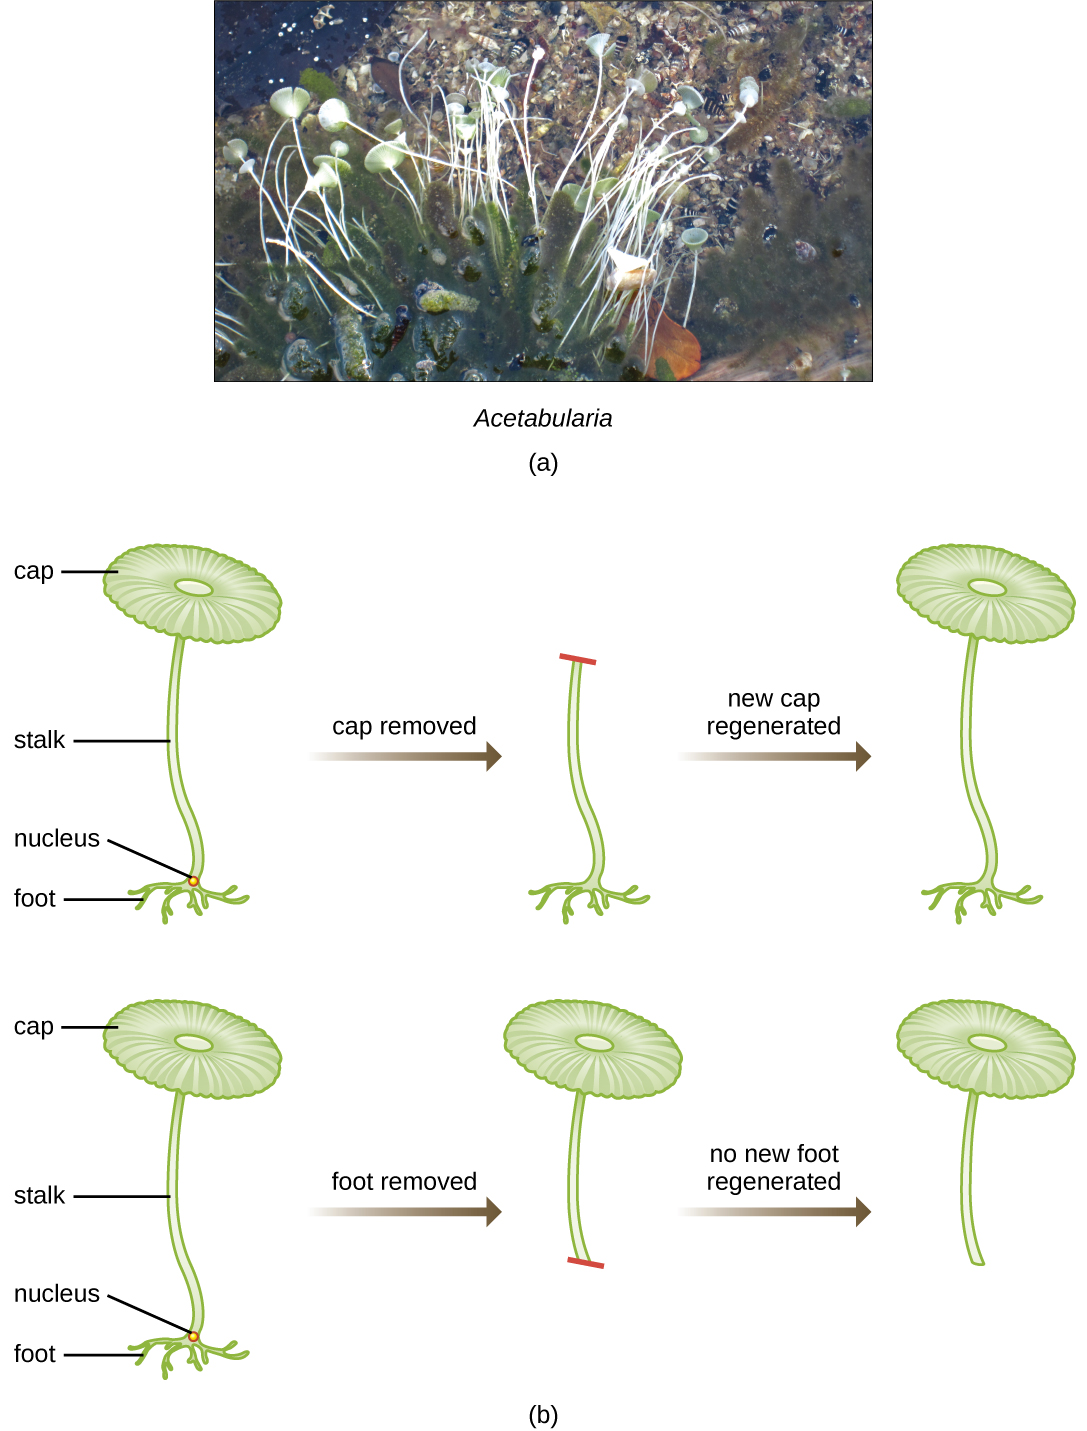 Acetabularia
(a)
cap
stalk
nucleus
foot
cap removed
new cap
regenerated
cap
stalk
nucleus
foot
foot removed
no new foot
regenerated
(b)